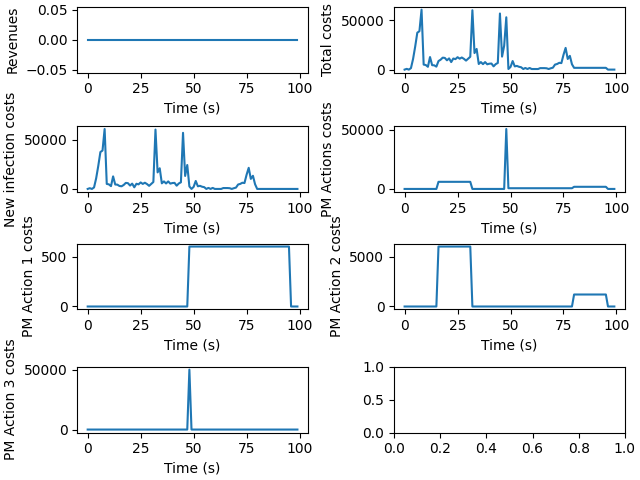 Revenues
0.05
0.00
−0.05
0 25 50 75 100
Time (s)
Total costs
50000
0
0 25 50 75 100
Time (s)
New infection costs
50000
0
0 25 50 75 100
Time (s)
PM Actions costs
50000
0
0 25 50 75 100
Time (s)
PM Action 1 costs
500
0
0 25 50 75 100
Time (s)
PM Action 2 costs
5000
0
0 25 50 75 100
Time (s)
PM Action 3 costs
50000
0
0 25 50 75 100
Time (s)
1.0
0.5
0.0
0.0 0.2 0.4 0.6 0.8 1.0